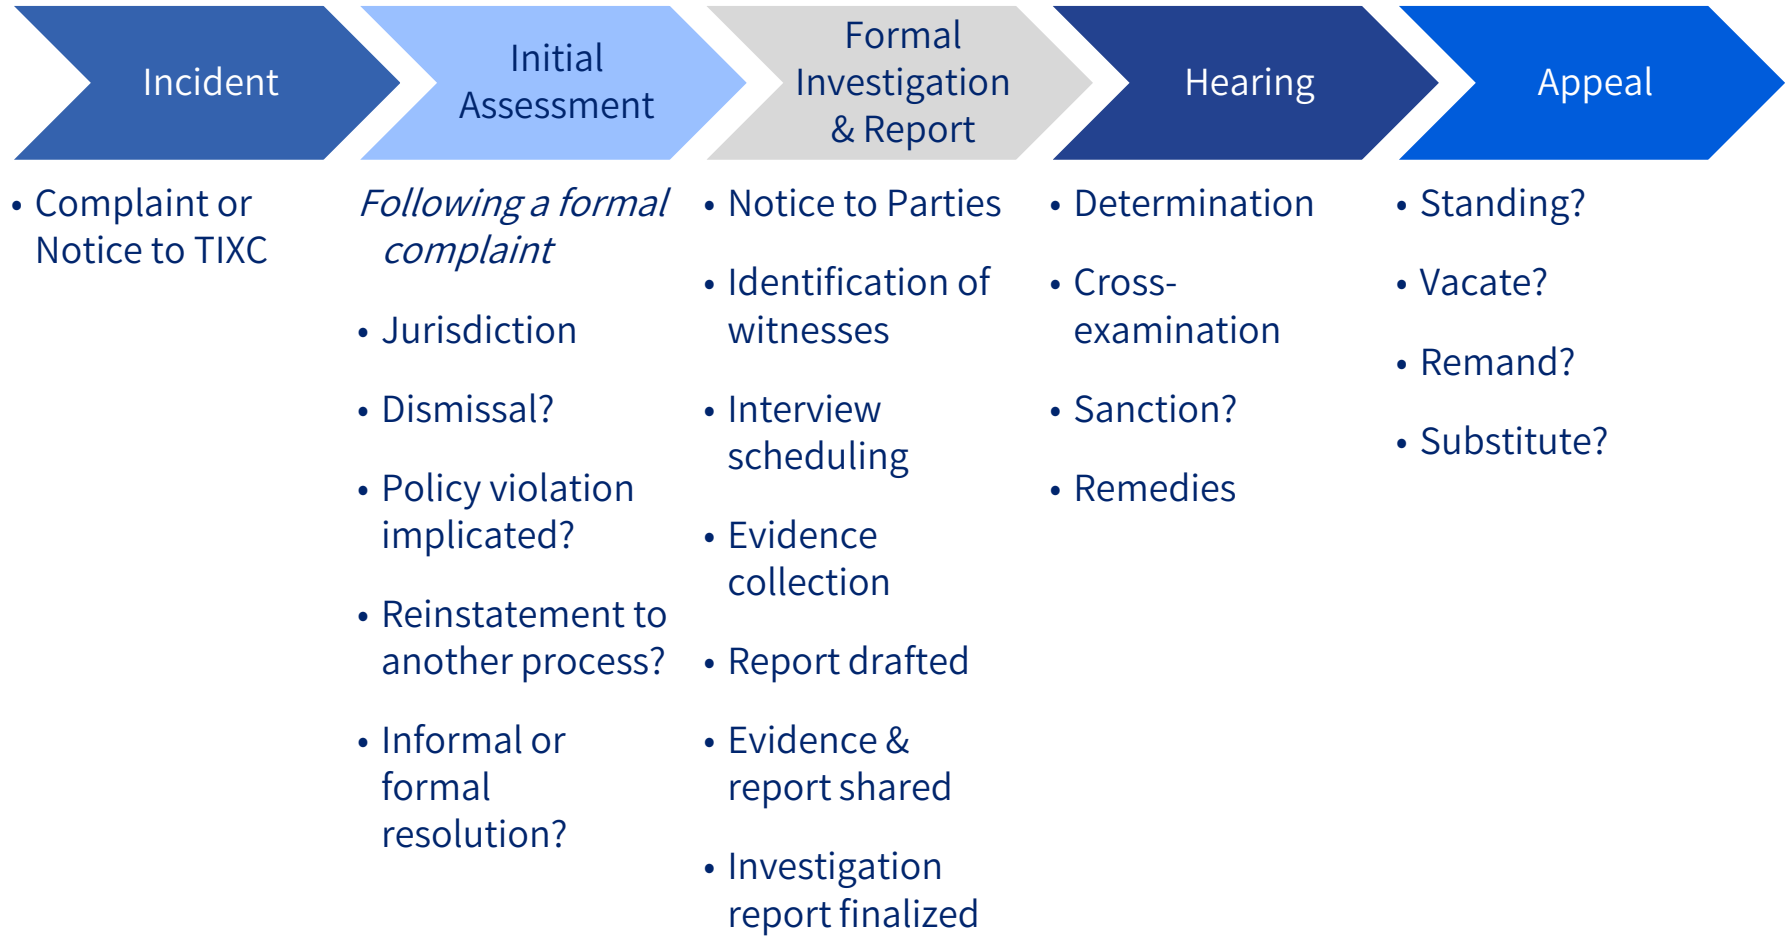 Incident
Initial
Assessment
Formal
Investigation
& Report
Hearing
Appeal
• Complaint or
Notice to TIXC
Following a formal
complaint
• Jurisdiction
• Dismissal?
• Policy violation
implicated?
• Reinstatement to
another process?
• Informal or
formal
resolution?
• Notice to Parties
• Identification of
witnesses
• Interview
scheduling
• Evidence
collection
• Report drafted
• Evidence &
report shared
• Investigation
report finalized
• Determination
• Cross-
examination
• Sanction?
• Remedies
• Standing?
• Vacate?
• Remand?
• Substitute?